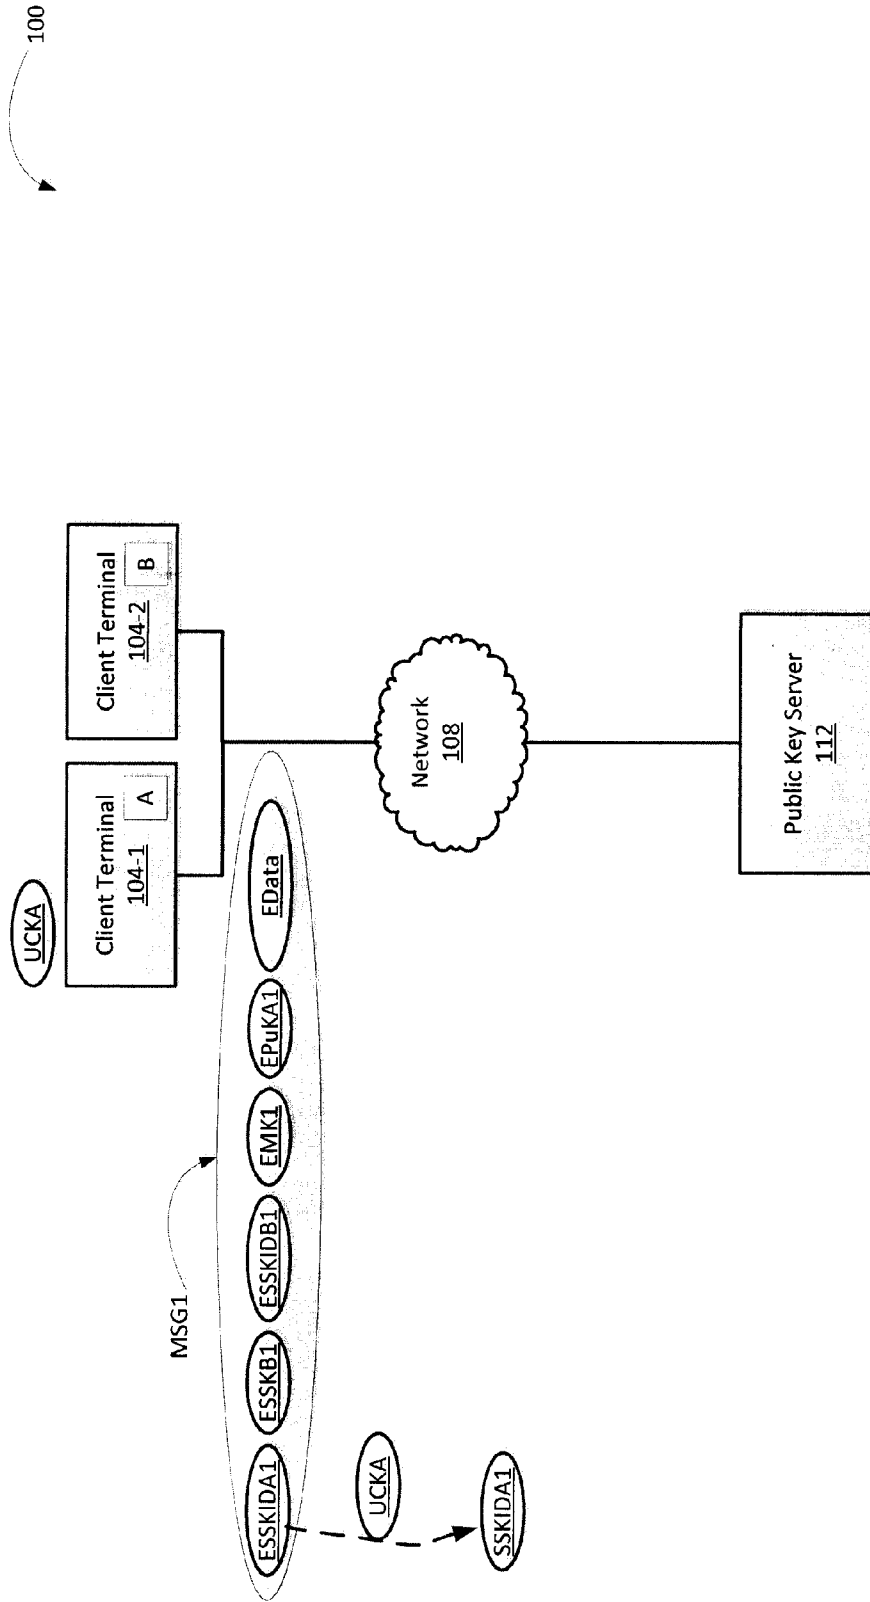 100
UCKA
Client Terminal
104-1
A
Client Terminal
104-2
B
MSG1
ESSKIDA1
ESSKB1
ESSKIDB1
EMK1
EPuKA1
EData
UCKA
SSKIDA1
Network
108
Public Key Server
112